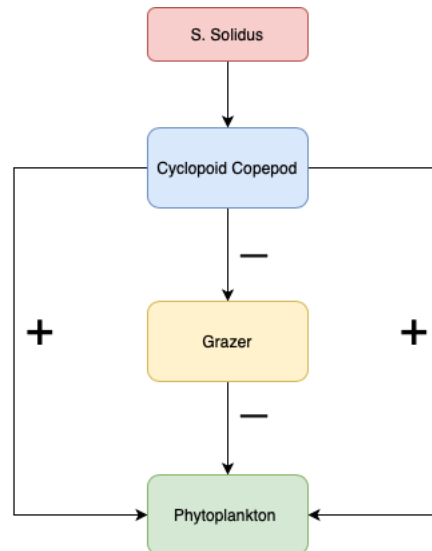 S. Solidus
Cyclopoid Copepod
—
+
+
Grazer
—
Phytoplankton